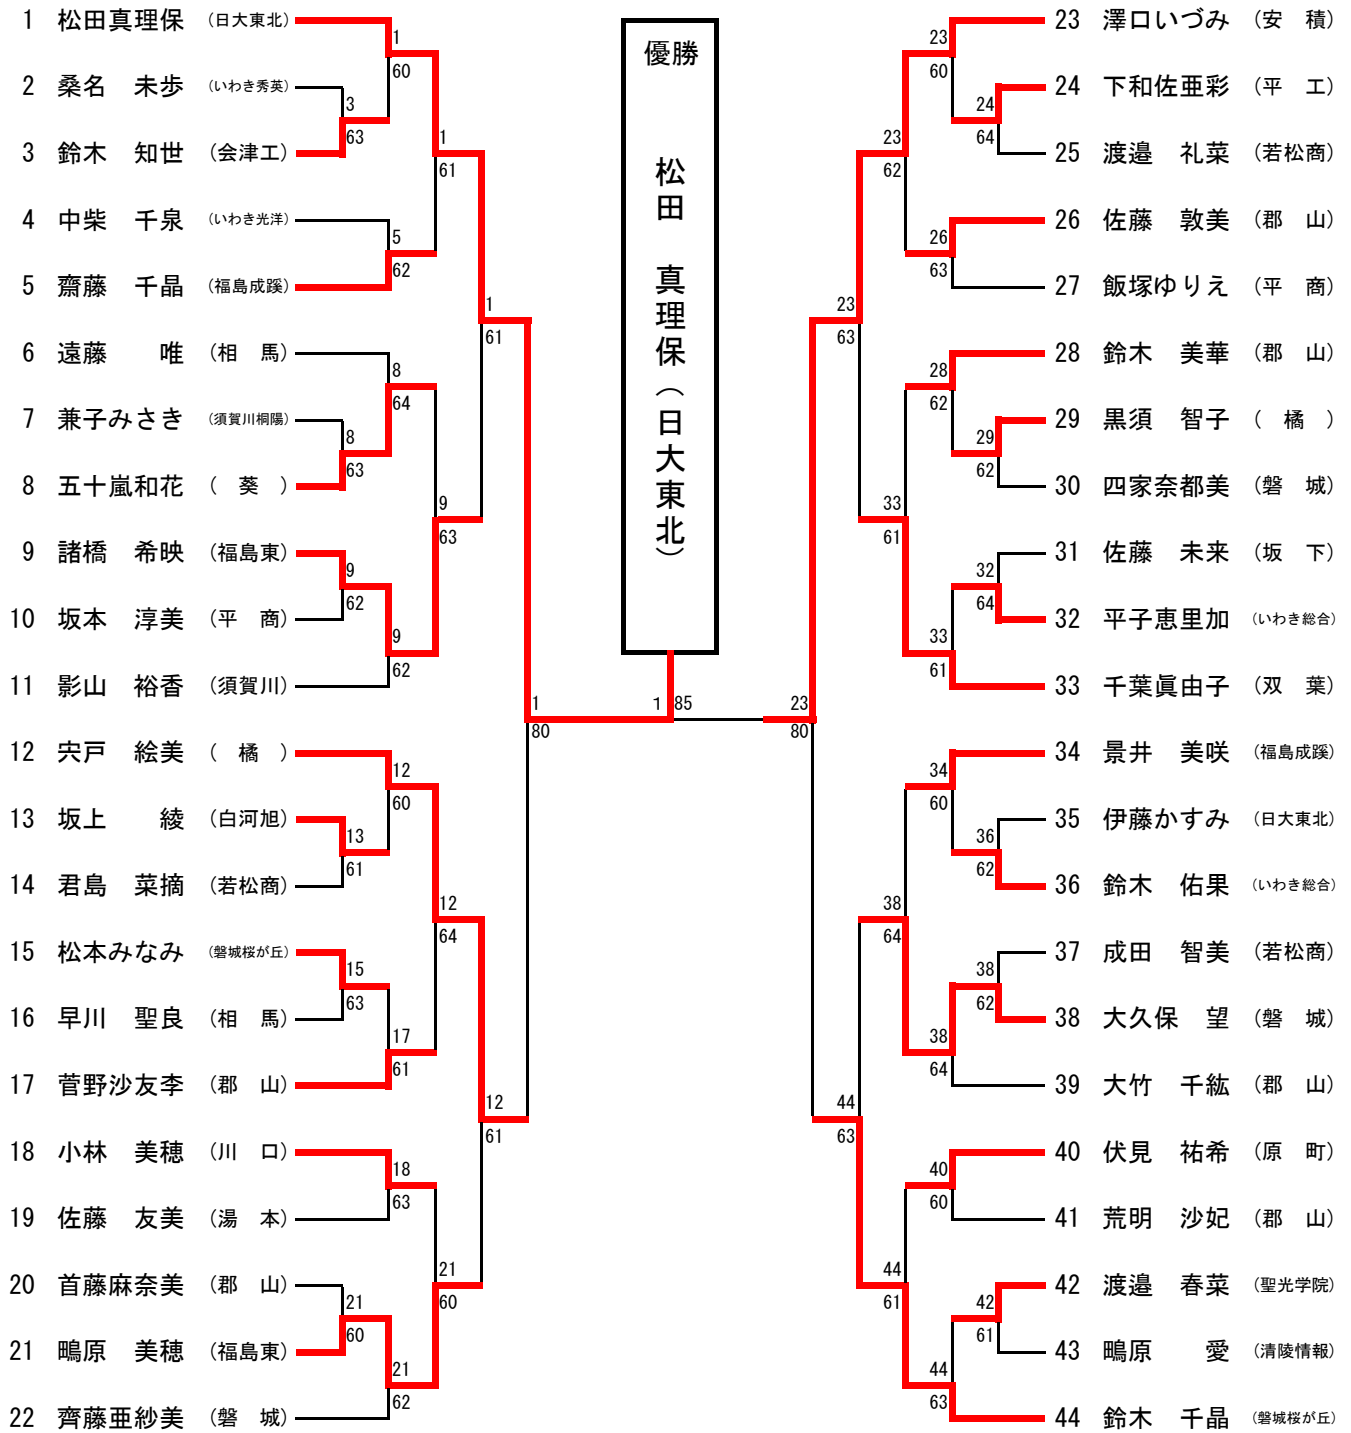 1 松田真理保 (日大東北)
2 桑名 未歩 (いわき秀英)
3 鈴木 知世 (会津工)
4 中柴 千泉 (いわき光洋)
5 齋藤 千晶 (福島成蹊)
6 遠藤 唯 (相 馬)
7 兼子みさき (須賀川桐陽)
8 五十嵐和花 ( 葵 )
9 諸橋 希映 (福島東)
10 坂本 淳美 (平 商)
11 影山 裕香 (須賀川)
12 宍戸 絵美 ( 橘 )
13 坂上 綾 (白河旭)
14 君島 菜摘 (若松商)
15 松本みなみ (磐城桜が丘)
16 早川 聖良 (相 馬)
17 菅野沙友李 (郡 山)
18 小林 美穂 (川 口)
19 佐藤 友美 (湯 本)
20 首藤麻奈美 (郡 山)
21 鴫原 美穂 (福島東)
22 齊藤亜紗美 (磐 城)
1
60
3
63
1
61
5
62
1
61
8
64
8
63
9
63
9
62
9
62
1
80
12
60
13
61
12
64
15
63
17
61
12
61
18
63
21
60
21
60
21
62
優勝
松田 真理保(日大東北)
1 85
23
60
24
64
23
62
26
63
23
63
28
62
29
62
33
61
32
64
33
61
23
80
34
60
36
62
38
64
38
62
38
64
44
63
40
60
44
61
42
61
44
63
23 澤口いづみ (安 積)
24 下和佐亜彩 (平 工)
25 渡邉 礼菜 (若松商)
26 佐藤 敦美 (郡 山)
27 飯塚ゆりえ (平 商)
28 鈴木 美華 (郡 山)
29 黒須 智子 ( 橘 )
30 四家奈都美 (磐 城)
31 佐藤 未来 (坂 下)
32 平子恵里加 (いわき総合)
33 千葉眞由子 (双 葉)
34 景井 美咲 (福島成蹊)
35 伊藤かすみ (日大東北)
36 鈴木 佑果 (いわき総合)
37 成田 智美 (若松商)
38 大久保 望 (磐 城)
39 大竹 千紘 (郡 山)
40 伏見 祐希 (原 町)
41 荒明 沙妃 (郡 山)
42 渡邉 春菜 (聖光学院)
43 鴫原 愛 (清陵情報)
44 鈴木 千晶 (磐城桜が丘)